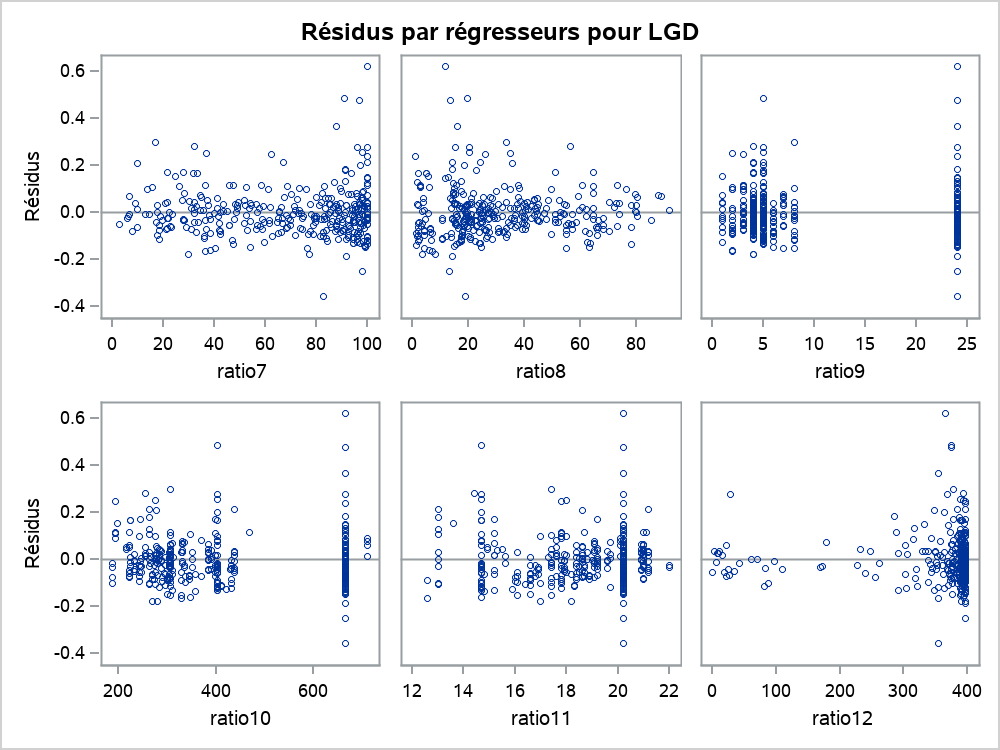 Résidus par régresseurs pour LGD
0.6
0.4
0.2
0.0
-0.2
-0.4
Résidus
0 20 40 60 80 100
ratio7
0 20 40 60 80
ratio8
0 5 10 15 20 25
ratio9
0.6
0.4
0.2
0.0
-0.2
-0.4
Résidus
200 400 600
ratio10
12 14 16 18 20 22
ratio11
0 100 200 300 400
ratio12